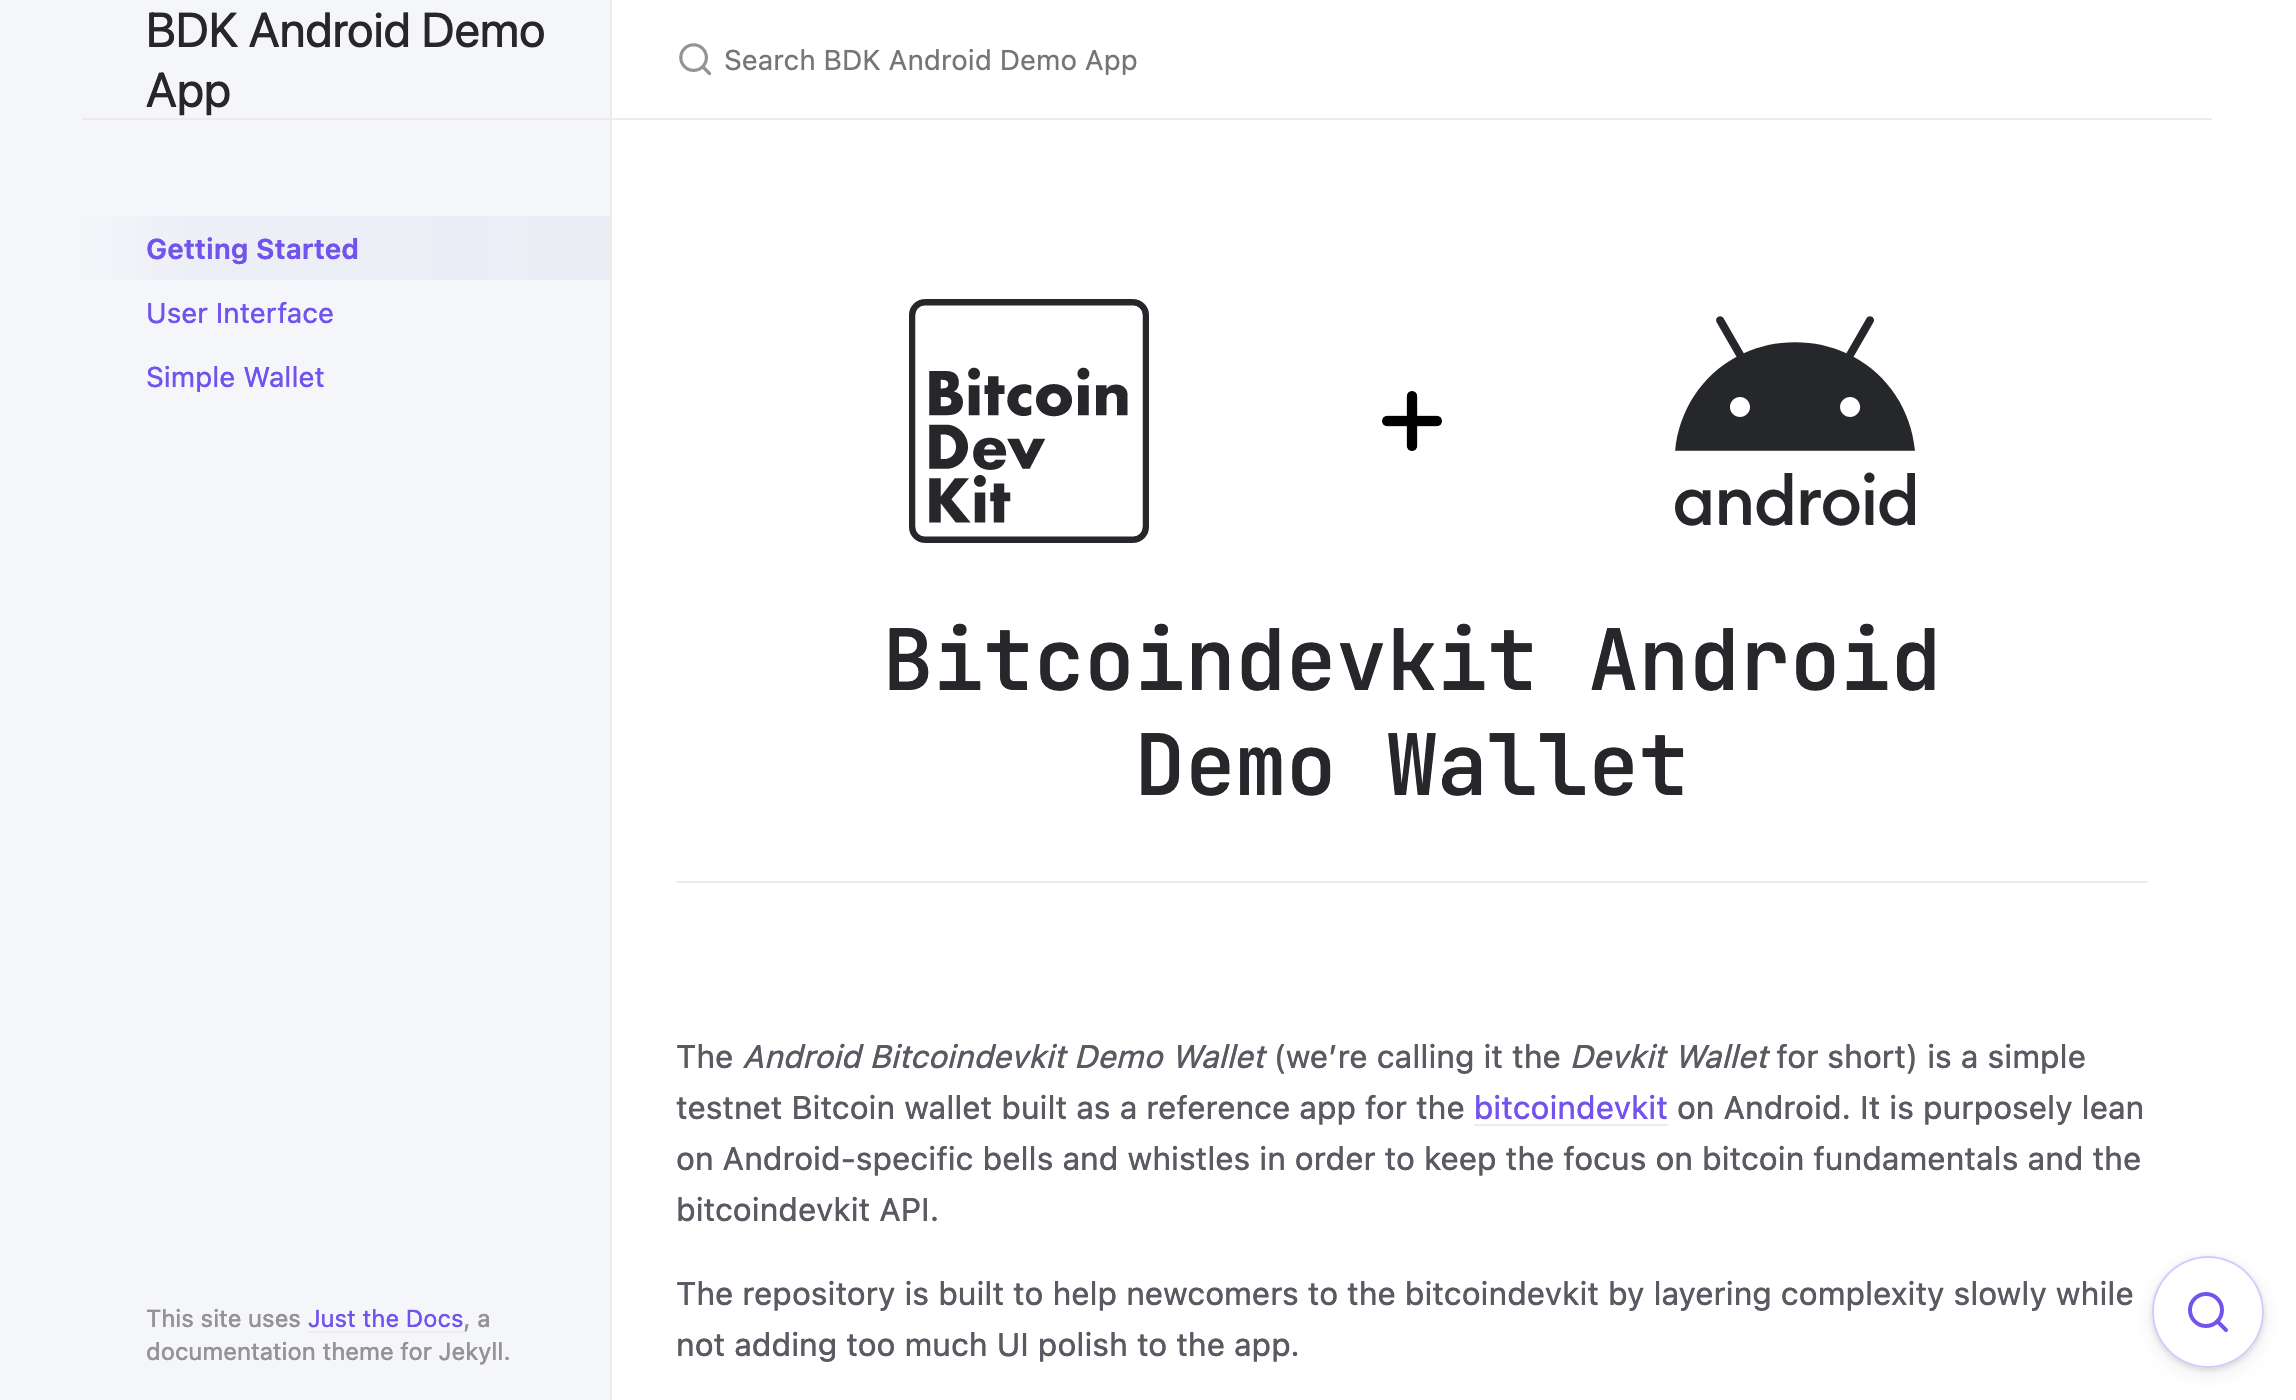 BDK Android Demo
App
Search BDK Android Demo App
Getting Started
User Interface
Simple Wallet
Bitcoin
Dev
Kit
android
Bitcoindevkit Android
Demo Wallet
The Android Bitcoindevkit Demo Wallet (we’re calling it the Devkit Wallet for short) is a simple
testnet Bitcoin wallet built as a reference app for the bitcoindevkit on Android. It is purposely lean
on Android-specific bells and whistles in order to keep the focus on bitcoin fundamentals and the
bitcoindevkit API.
The repository is built to help newcomers to the bitcoindevkit by layering complexity slowly while
not adding too much UI polish to the app.
This site uses Just the Docs, a
documentation theme for Jekyll.